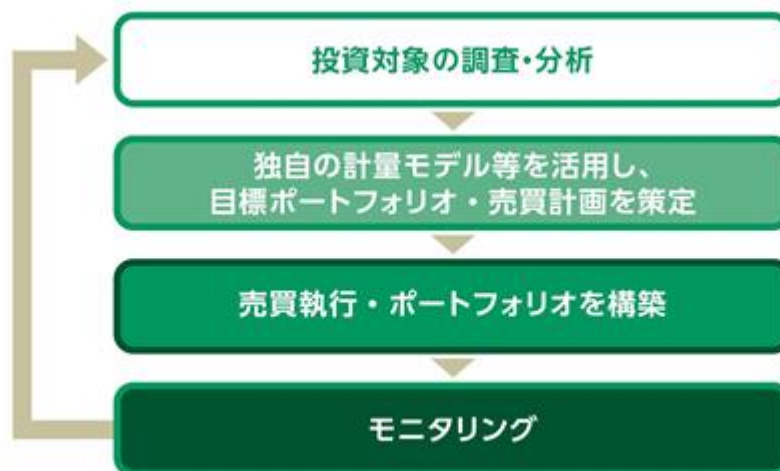 投資対象の調査・分析
独自の計量モデル等を活用し、
目標ポートフォリオ・売買計画を策定
売買執行・ポートフォリオを構築
モニタリング